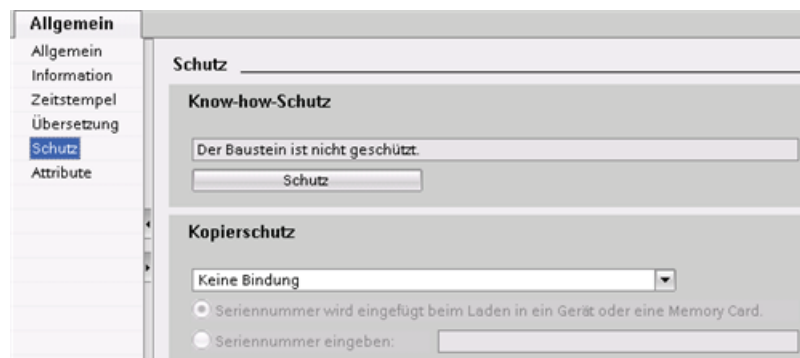 Allgemein
Allgemein
Information
Zeitstempel
Übersetzung
Schutz
Attribute
Schutz
Know-how-Schutz
Der Baustein ist nicht geschützt.
Schutz
Kopierschutz
Keine Bindung
Seriennummer wird eingefügt beim Laden in ein Gerät oder eine Memory Card.
Seriennummer eingeben: